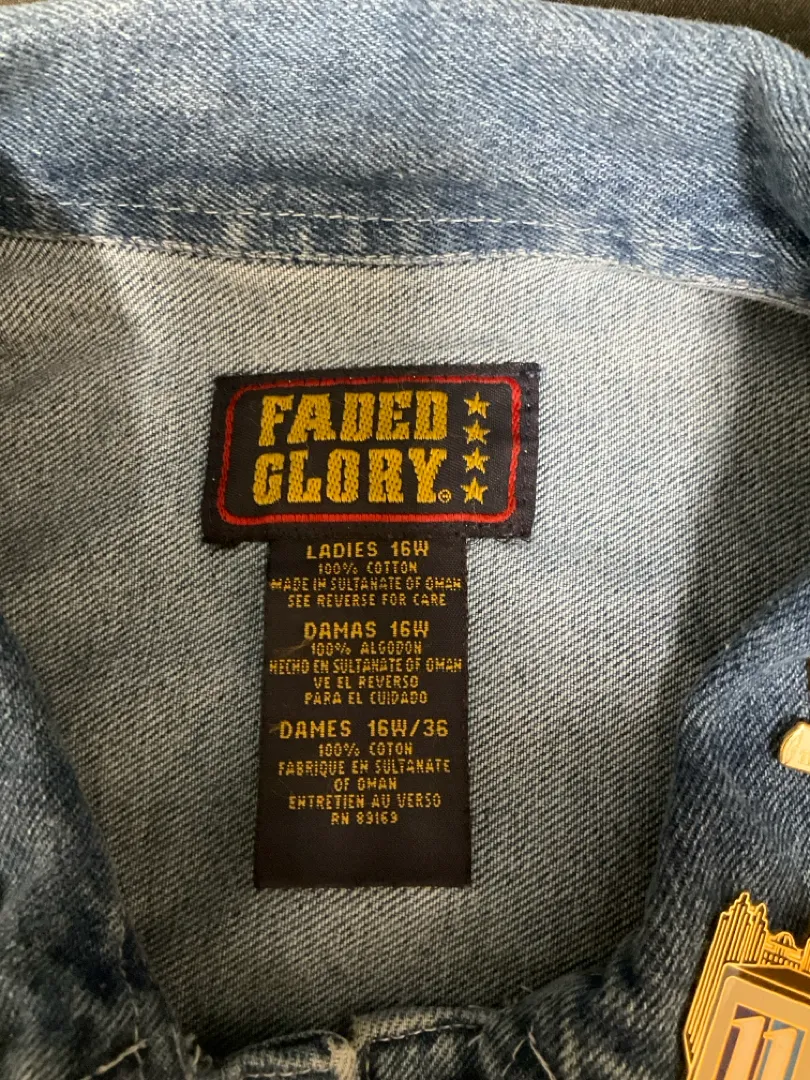 FADED
GLORY®
LADIES 16W
100% COTTON
MADE IN SULTANATE OF OMAN
SEE REVERSE FOR CARE
DAMAS 16W
100% ALGODON
HECHO EN SULTANATE OF OMAN
VE EL REVERSO
PARA EL CUIDADO
DAMES 16W/36
100% COTON
FABRIQUE EN SULTANATE
OF OMAN
ENTRETIEN AU VERSO
RN 89169
11